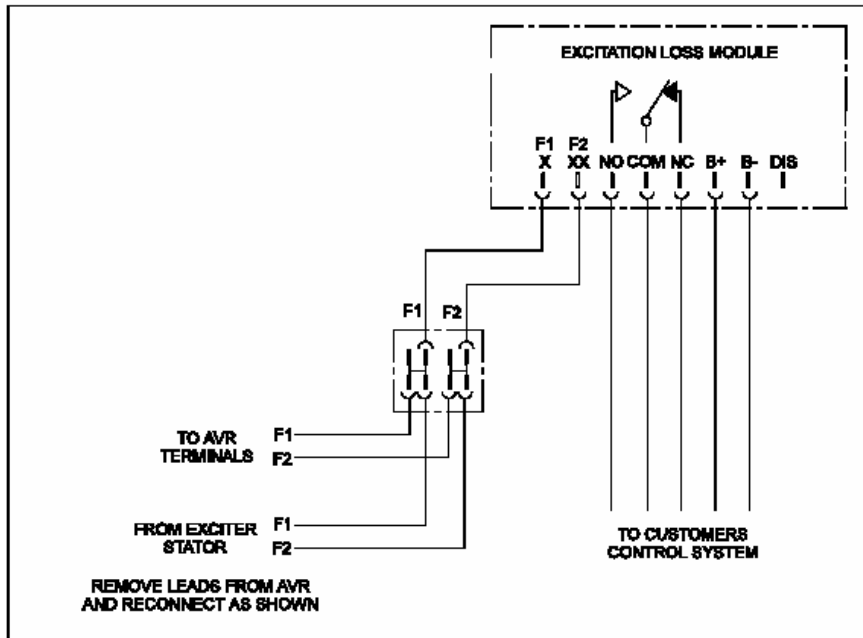 EXCITATION LOSS MODULE
F1 F2
X XX NO COM NC B+ B- DIS
F1 F2
TO AVR
TERMINALS
F1
F2
FROM EXCITER
STATOR
F1
F2
TO CUSTOMERS
CONTROL SYSTEM
REMOVE LEADS FROM AVR
AND RECONNECT AS SHOWN